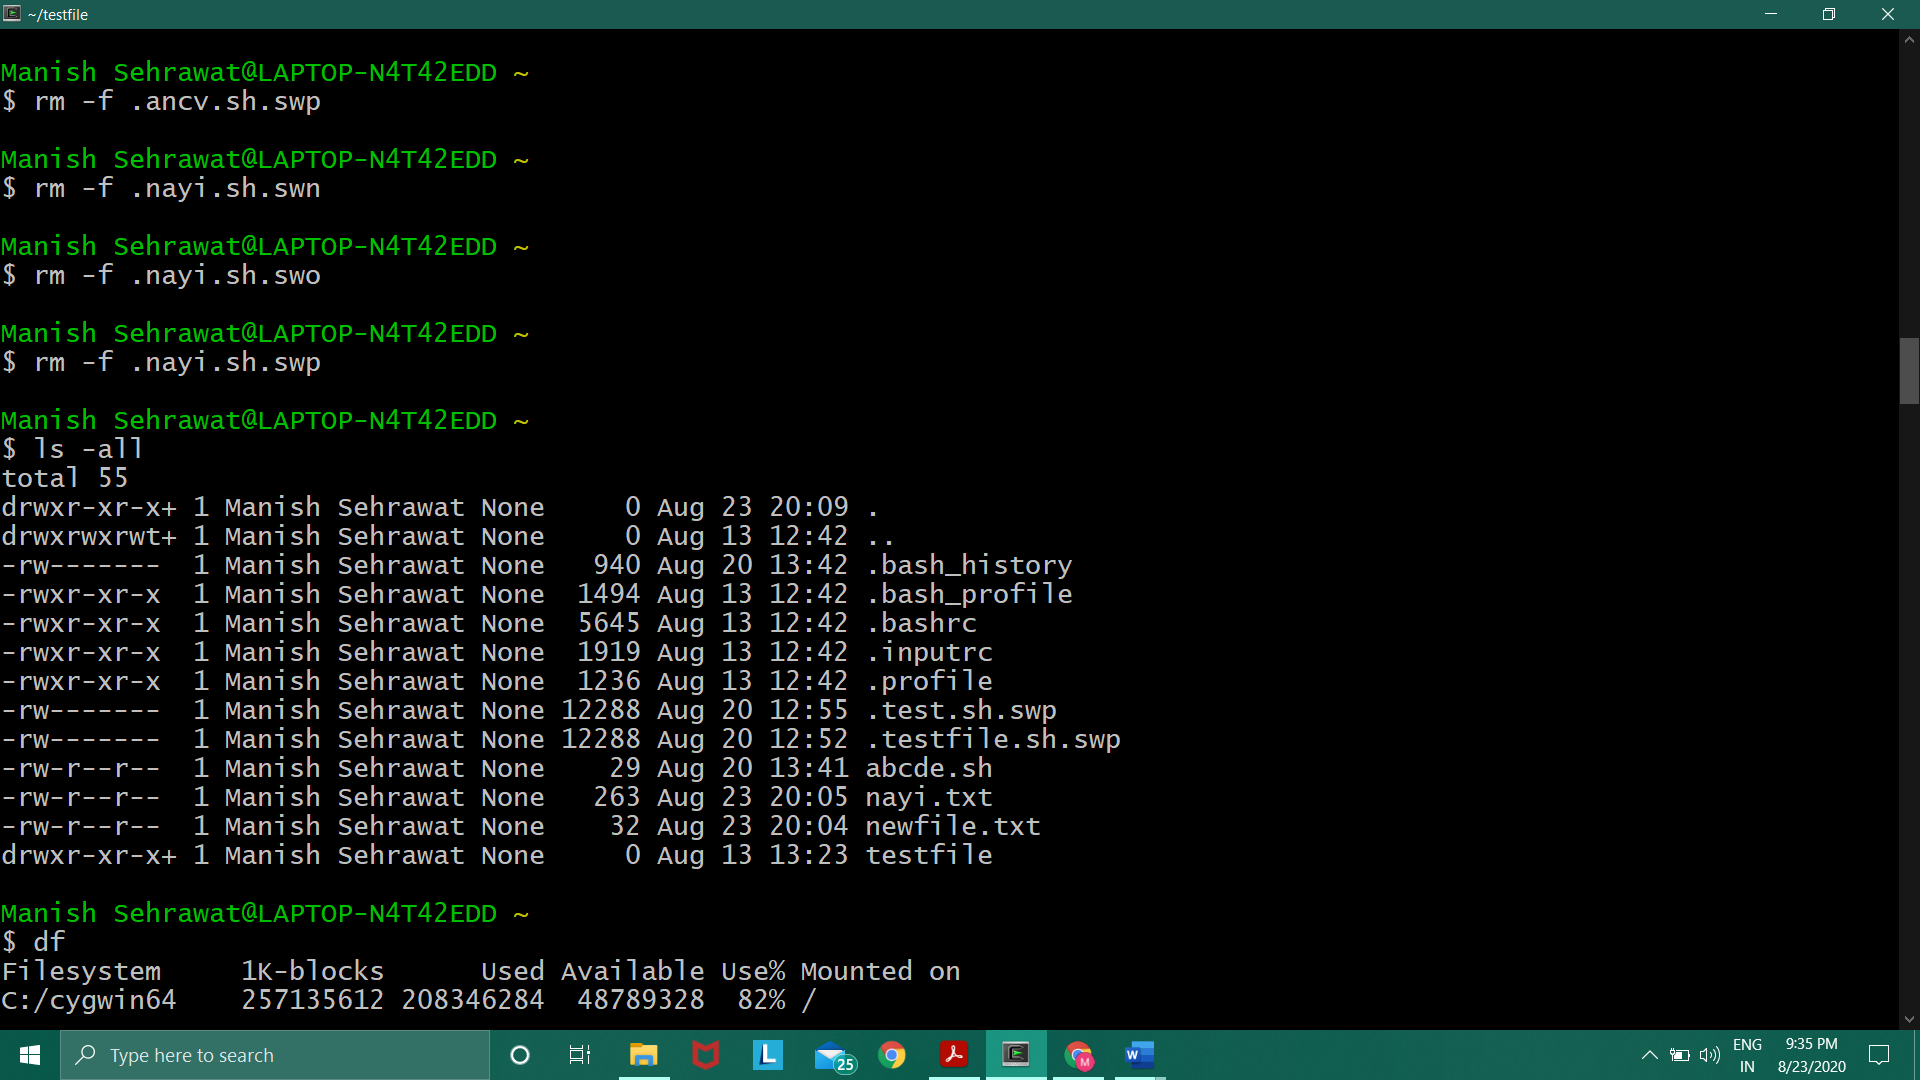 ~/testfile
Manish Sehrawat@LAPTOP-N4T42EDD ~
$ rm -f .ancv.sh.swp
Manish Sehrawat@LAPTOP-N4T42EDD ~
$ rm -f .nayi.sh.swn
Manish Sehrawat@LAPTOP-N4T42EDD ~
$ rm -f .nayi.sh.swo
Manish Sehrawat@LAPTOP-N4T42EDD ~
$ rm -f .nayi.sh.swp
Manish Sehrawat@LAPTOP-N4T42EDD ~
$ ls -all
total 55
drwxr-xr-x+ 1 Manish Sehrawat None     0 Aug 23 20:09 .
drwxrwxrwt+ 1 Manish Sehrawat None     0 Aug 13 12:42 ..
-rw-------  1 Manish Sehrawat None   940 Aug 20 13:42 .bash_history
-rwxr-xr-x  1 Manish Sehrawat None  1494 Aug 13 12:42 .bash_profile
-rwxr-xr-x  1 Manish Sehrawat None  5645 Aug 13 12:42 .bashrc
-rwxr-xr-x  1 Manish Sehrawat None  1919 Aug 13 12:42 .inputrc
-rwxr-xr-x  1 Manish Sehrawat None  1236 Aug 13 12:42 .profile
-rw-------  1 Manish Sehrawat None 12288 Aug 20 12:55 .test.sh.swp
-rw-------  1 Manish Sehrawat None 12288 Aug 20 12:52 .testfile.sh.swp
-rw-r--r--  1 Manish Sehrawat None    29 Aug 20 13:41 abcde.sh
-rw-r--r--  1 Manish Sehrawat None   263 Aug 23 20:05 nayi.txt
-rw-r--r--  1 Manish Sehrawat None    32 Aug 23 20:04 newfile.txt
drwxr-xr-x+ 1 Manish Sehrawat None     0 Aug 13 13:23 testfile
Manish Sehrawat@LAPTOP-N4T42EDD ~
$ df
Filesystem     1K-blocks      Used Available Use% Mounted on
C:/cygwin64    257135612 208346284  48789328  82% /
Type here to search
L
25
M
W
ENG
IN
9:35 PM
8/23/2020